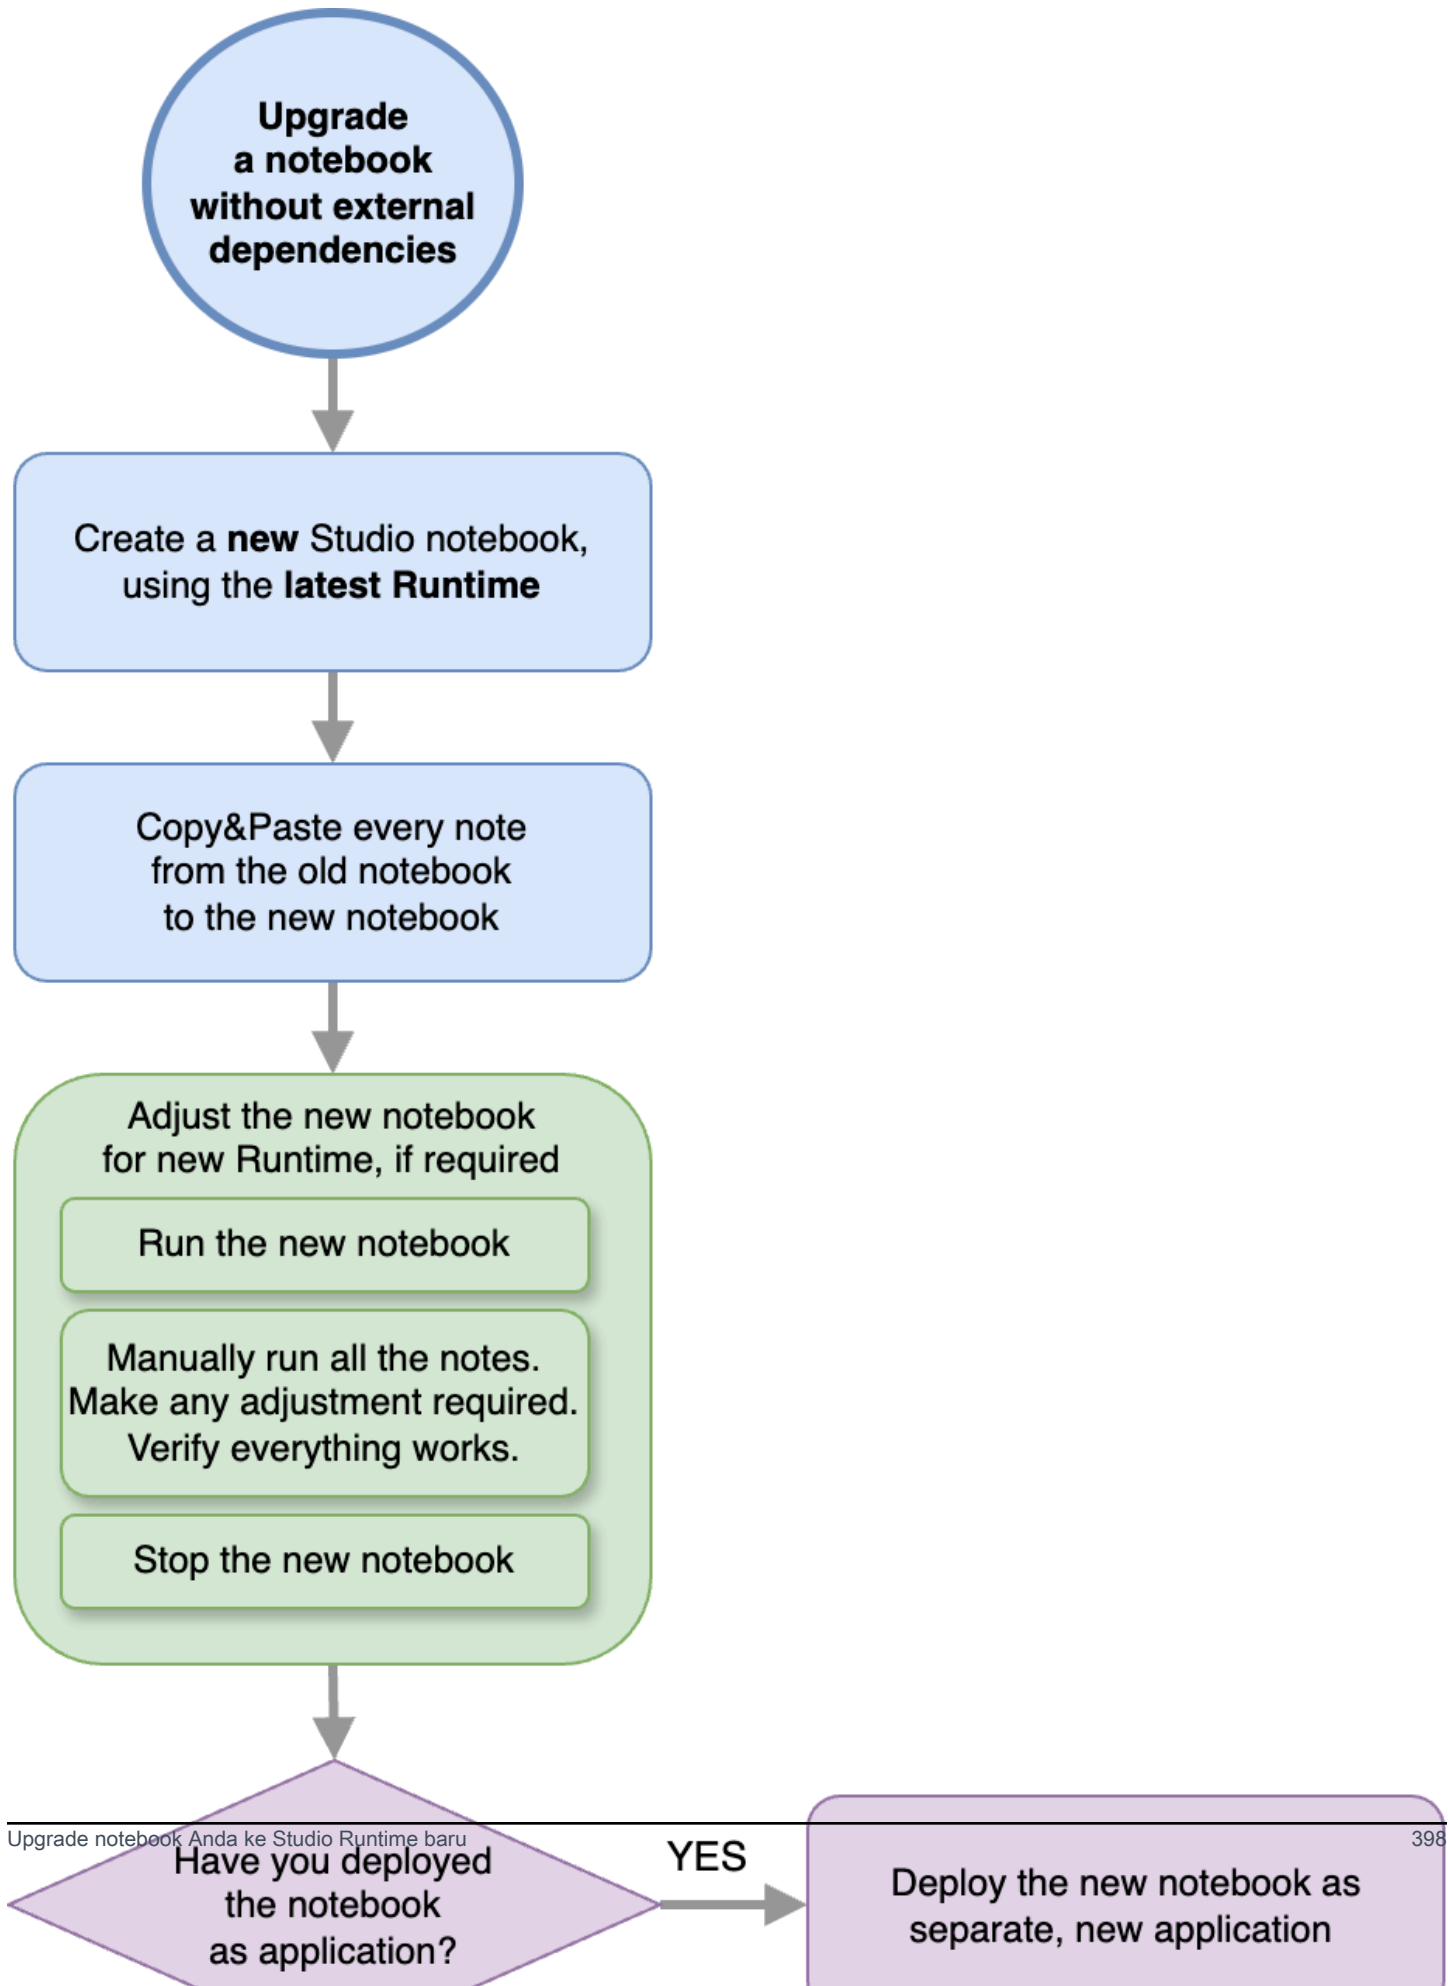 Upgrade
a notebook
without external
dependencies
Create a new Studio notebook,
using the latest Runtime
Copy&Paste every note
from the old notebook
to the new notebook
Adjust the new notebook
for new Runtime, if required
Run the new notebook
Manually run all the notes.
Make any adjustment required.
Verify everything works.
Stop the new notebook
Upgrade notebook Anda ke Studio Runtime baru
398
Have you deployed
the notebook
as application?
YES
Deploy the new notebook as
separate, new application